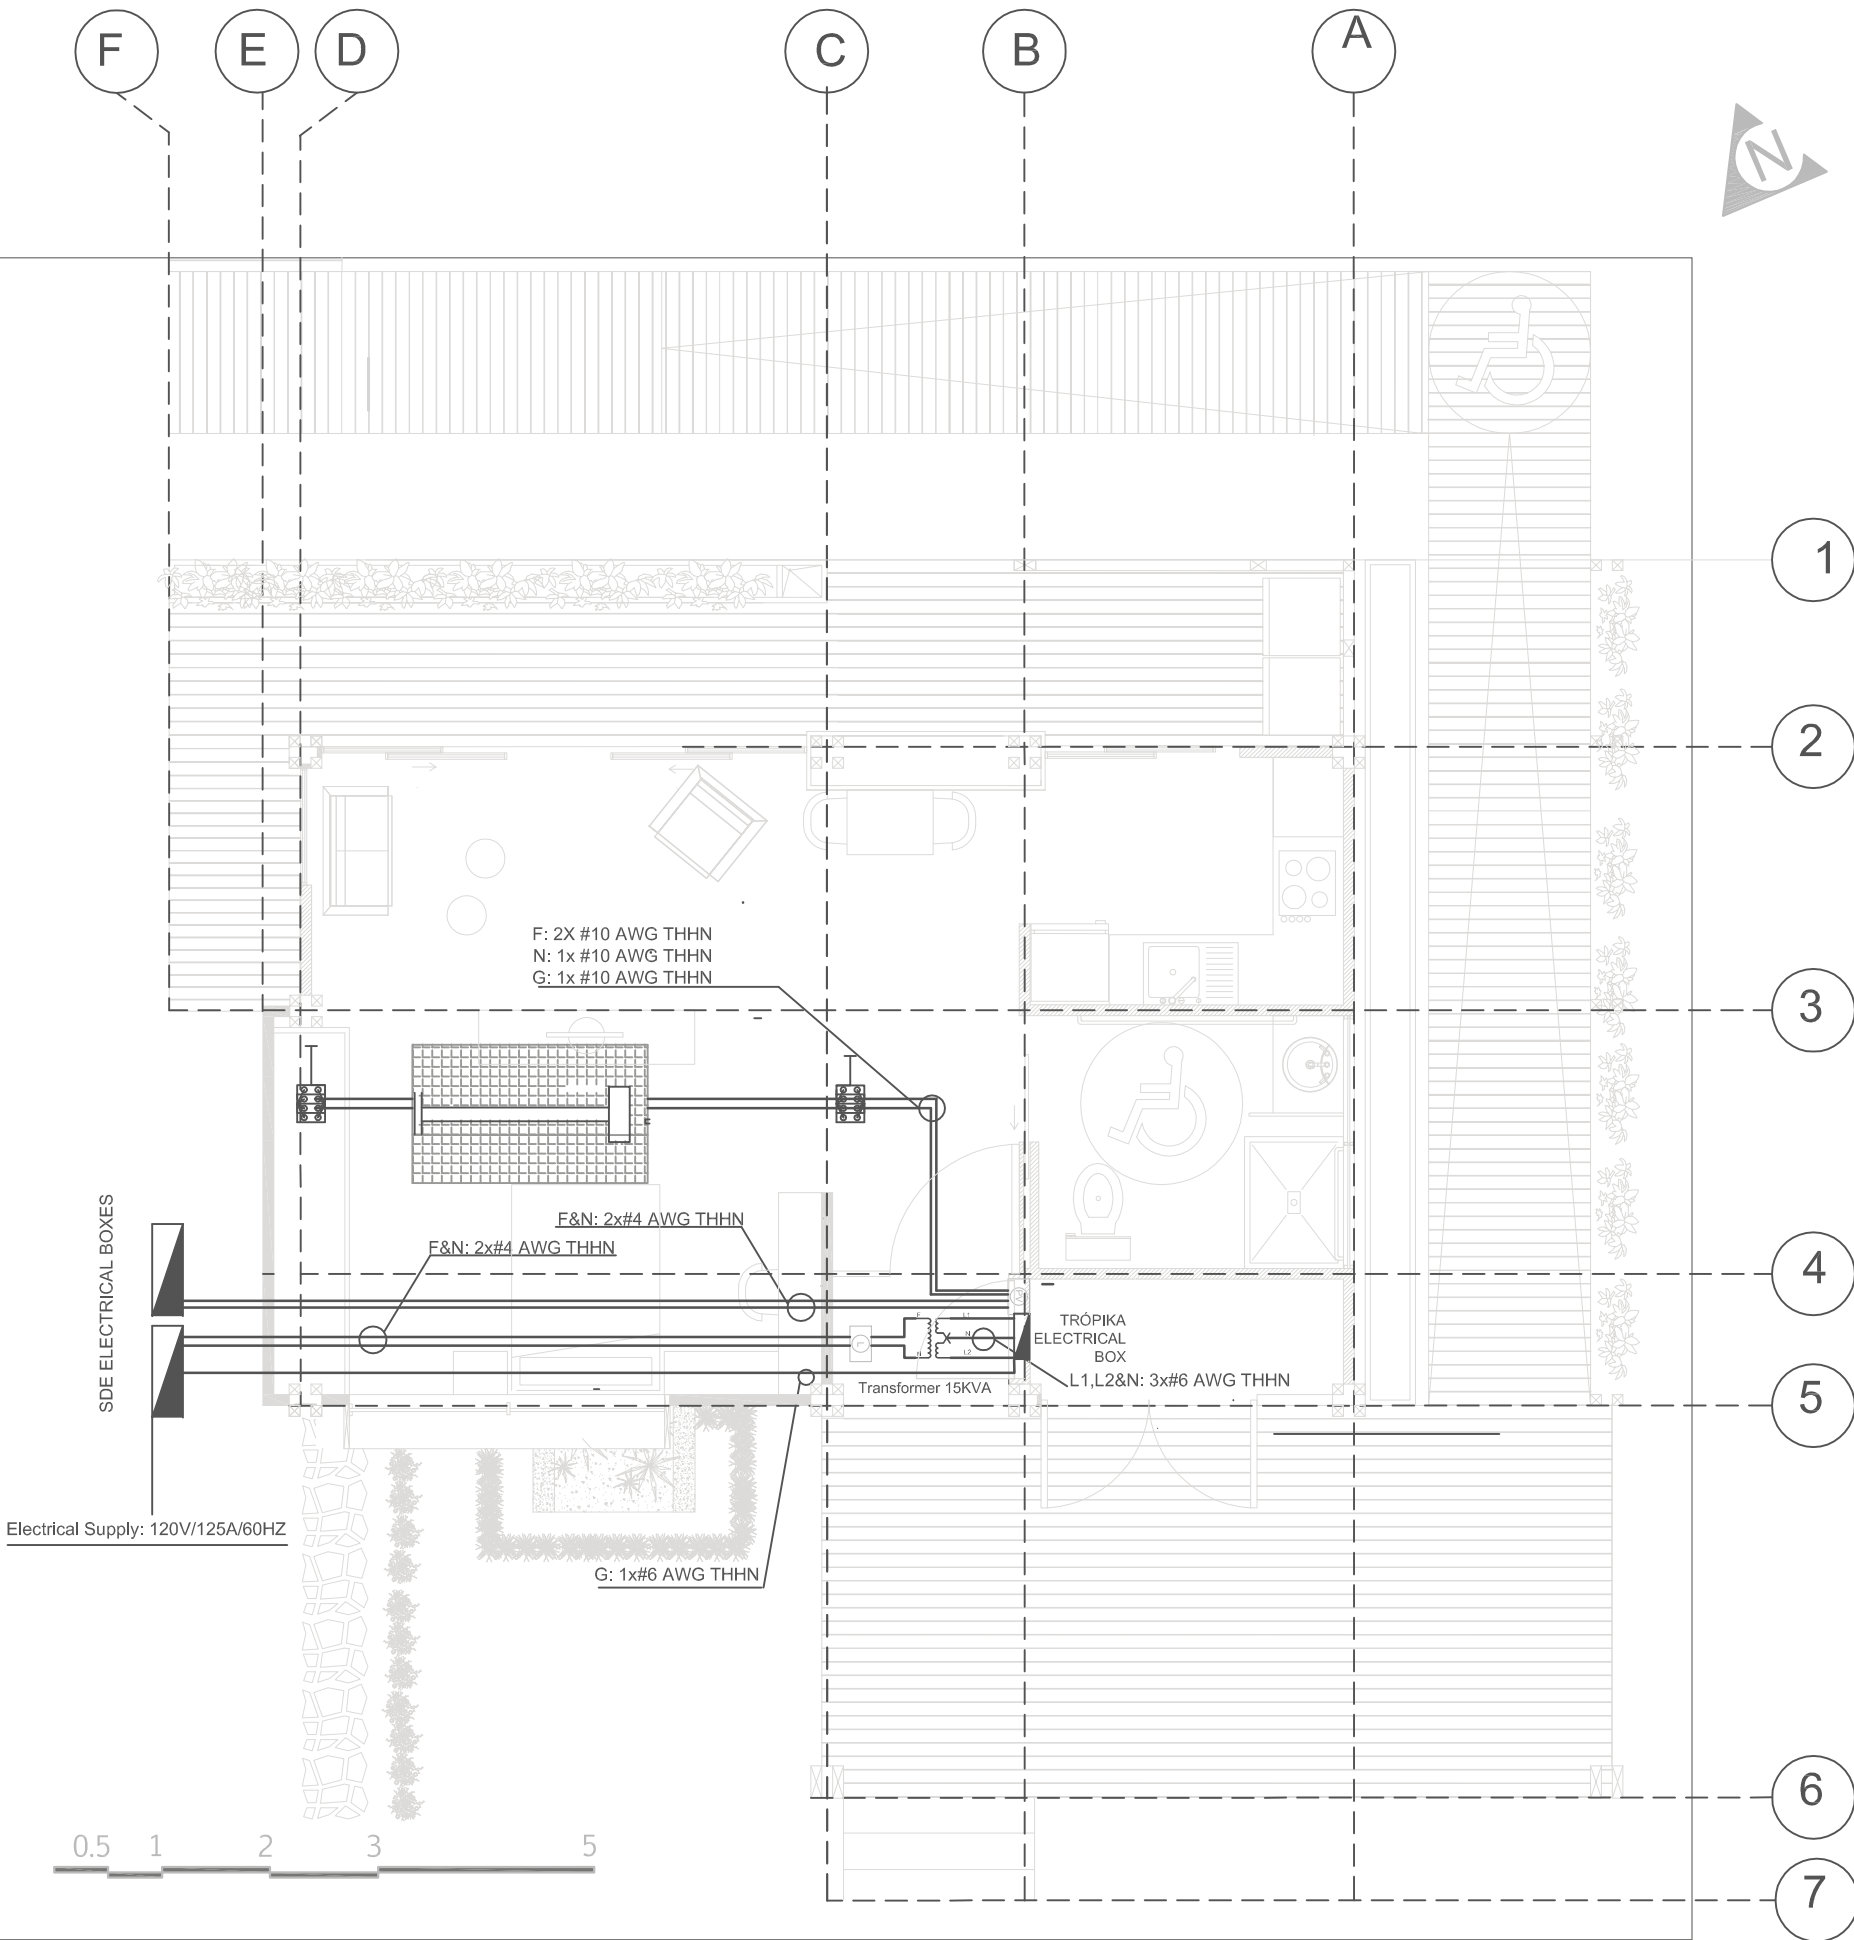 F
E
D
C
B
A
N
1
2
3
4
5
6
7
F: 2X #10 AWG THHN
N: 1x #10 AWG THHN
G: 1x #10 AWG THHN
SDE ELECTRICAL BOXES
F&N: 2x#4 AWG THHN
F&N: 2x#4 AWG THHN
F
N
L1
N
L2
TRÓPIKA
ELECTRICAL
BOX
L1,L2&N: 3x#6 AWG THHN
Transformer 15KVA
Electrical Supply: 120V/125A/60HZ
G: 1x#6 AWG THHN
0.5 1 2 3 5